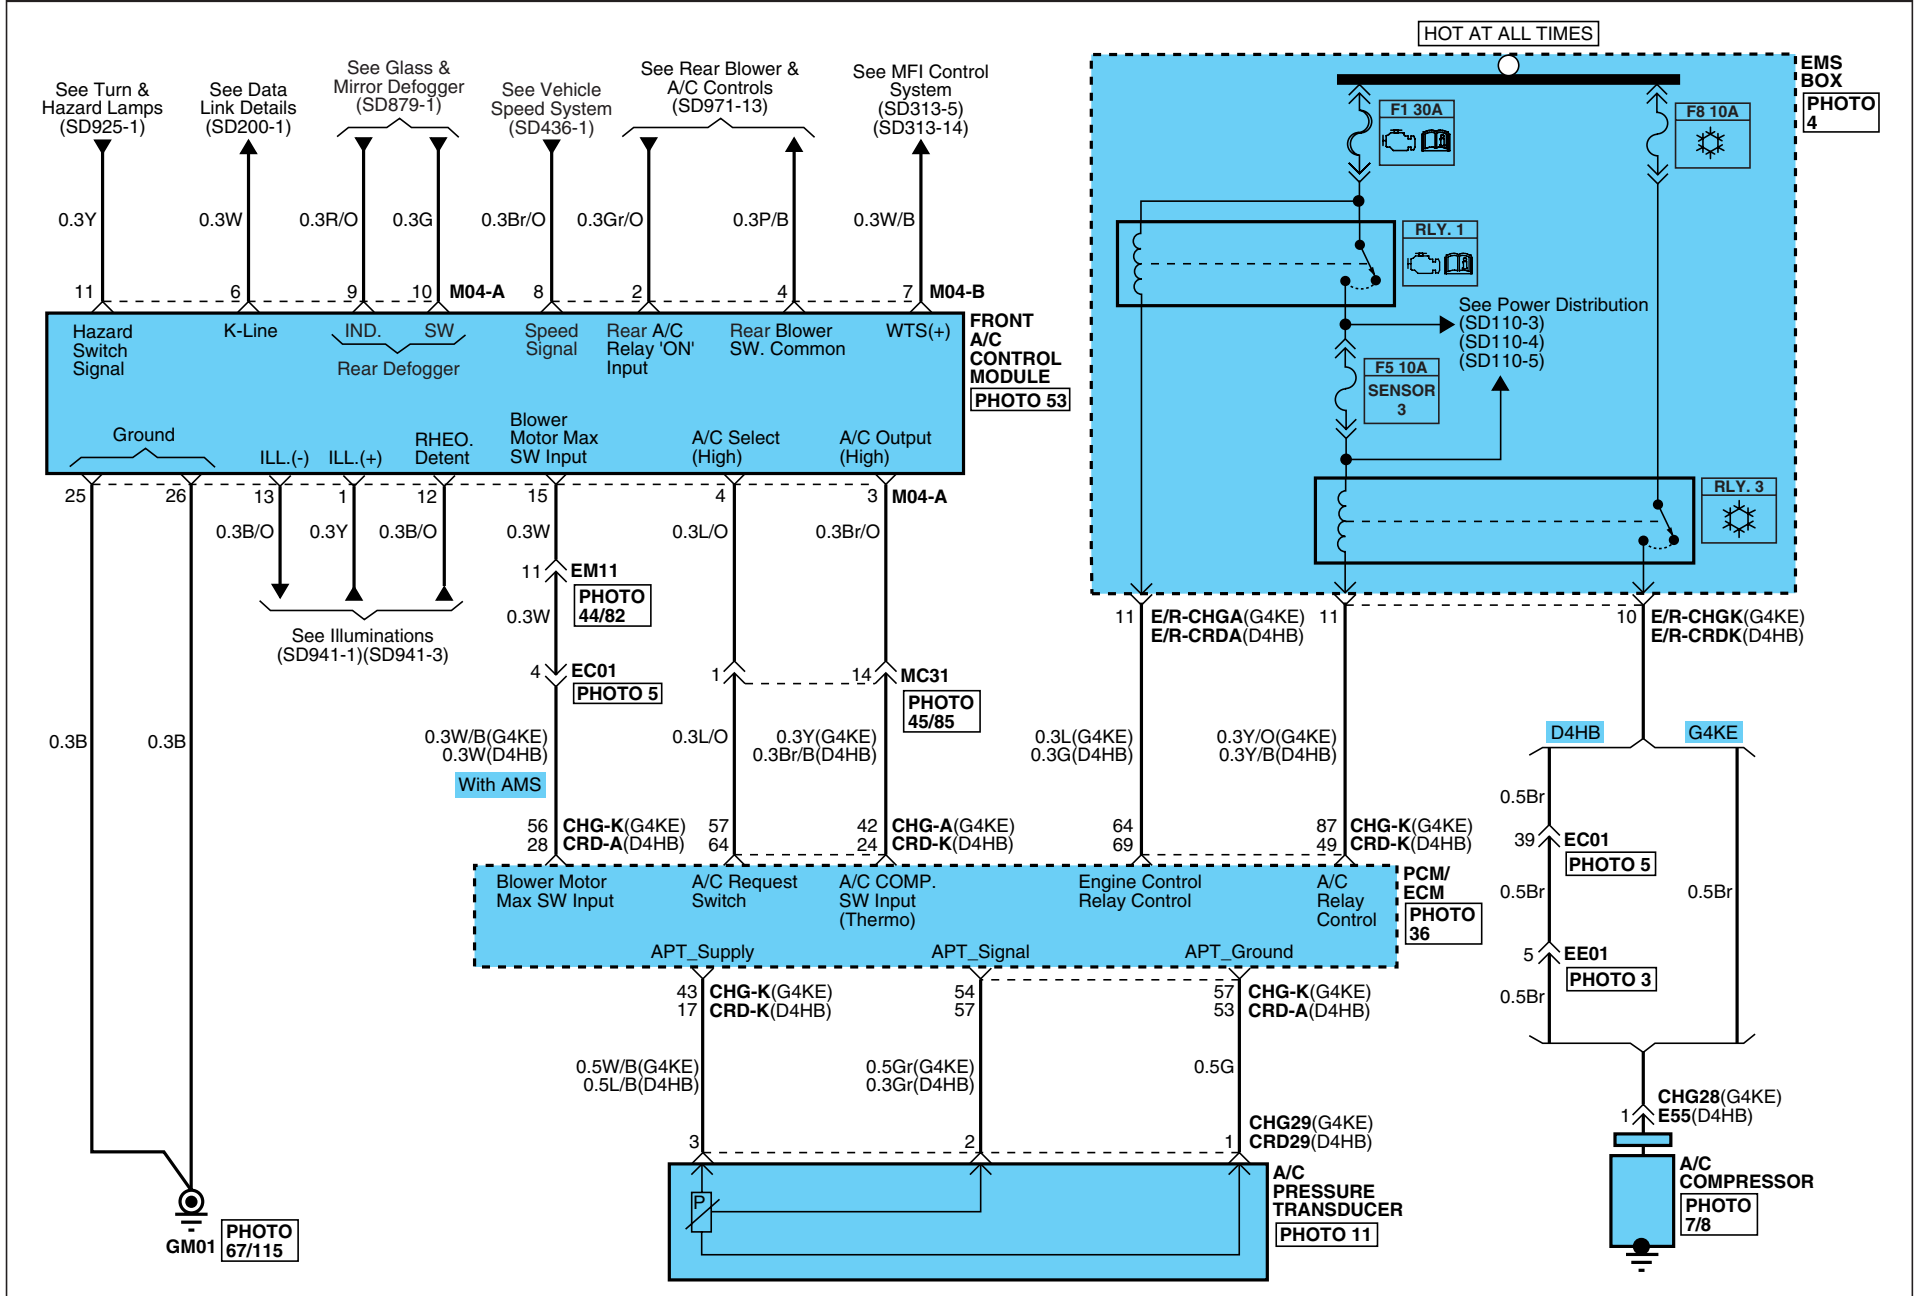 HOT AT ALL TIMES
EMS
BOX
PHOTO
4
See Turn &
Hazard Lamps
(SD925-1)
See Data
Link Details
(SD200-1)
See Glass &
Mirror Defogger
(SD879-1)
See Vehicle
Speed System
(SD436-1)
See Rear Blower &
A/C Controls
(SD971-13)
See MFI Control
System
(SD313-5)
(SD313-14)
F1 30A
F8 10A
0.3Y
0.3W
0.3R/O
0.3G
0.3Br/O
0.3Gr/O
0.3P/B
0.3W/B
RLY. 1
11
6
9
10
M04-A
8
2
4
7
M04-B
Hazard
Switch
Signal
K-Line
IND.
SW
Rear Defogger
Speed
Signal
Rear A/C
Relay 'ON'
Input
Rear Blower
SW. Common
WTS(+)
FRONT
A/C
CONTROL
MODULE
PHOTO 53
See Power Distribution
(SD110-3)
(SD110-4)
(SD110-5)
F5 10A
SENSOR
3
Ground
ILL.(-)
ILL.(+)
RHEO.
Detent
Blower
Motor Max
SW Input
A/C Select
(High)
A/C Output
(High)
RLY. 3
25
26
13
1
12
15
4
3
M04-A
0.3B/O
0.3Y
0.3B/O
0.3W
0.3L/O
0.3Br/O
11
EM11
PHOTO
44/82
0.3W
See Illuminations
(SD941-1)(SD941-3)
4
EC01
PHOTO 5
1
14
MC31
PHOTO
45/85
11
E/R-CHGA(G4KE)
E/R-CRDA(D4HB)
11
10
E/R-CHGK(G4KE)
E/R-CRDK(D4HB)
0.3B
0.3B
0.3W/B(G4KE)
0.3W(D4HB)
With AMS
0.3L/O
0.3Y(G4KE)
0.3Br/B(D4HB)
0.3L(G4KE)
0.3G(D4HB)
0.3Y/O(G4KE)
0.3Y/B(D4HB)
D4HB
G4KE
0.5Br
39
EC01
PHOTO 5
0.5Br
0.5Br
5
EE01
PHOTO 3
0.5Br
56
28
CHG-K(G4KE)
CRD-A(D4HB)
57
64
42
24
CHG-A(G4KE)
CRD-K(D4HB)
64
69
87
49
CHG-K(G4KE)
CRD-K(D4HB)
Blower Motor
Max SW Input
A/C Request
Switch
A/C COMP.
SW Input
(Thermo)
Engine Control
Relay Control
A/C
Relay
Control
PCM/
ECM
PHOTO
36
APT_Supply
APT_Signal
APT_Ground
43
17
CHG-K(G4KE)
CRD-K(D4HB)
54
57
57
53
CHG-K(G4KE)
CRD-A(D4HB)
0.5W/B(G4KE)
0.5L/B(D4HB)
0.5Gr(G4KE)
0.3Gr(D4HB)
0.5G
3
2
1
CHG29(G4KE)
CRD29(D4HB)
1
CHG28(G4KE)
E55(D4HB)
P
A/C
PRESSURE
TRANSDUCER
PHOTO 11
A/C
COMPRESSOR
PHOTO
7/8
GM01
PHOTO
67/115